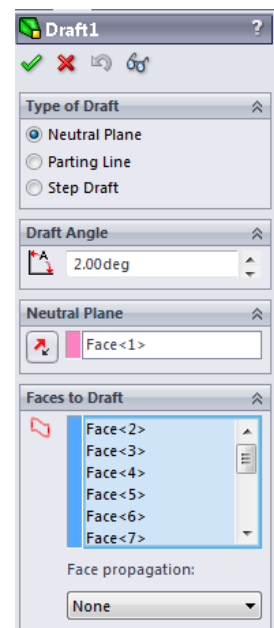 Draft1 ?
Type of Draft
Neutral Plane
Parting Line
Step Draft
Draft Angle
A 2.00deg
Neutral Plane
Face<1>
Faces to Draft
Face<2>
Face<3>
Face<4>
Face<5>
Face<6>
Face<7>
Face propagation:
None